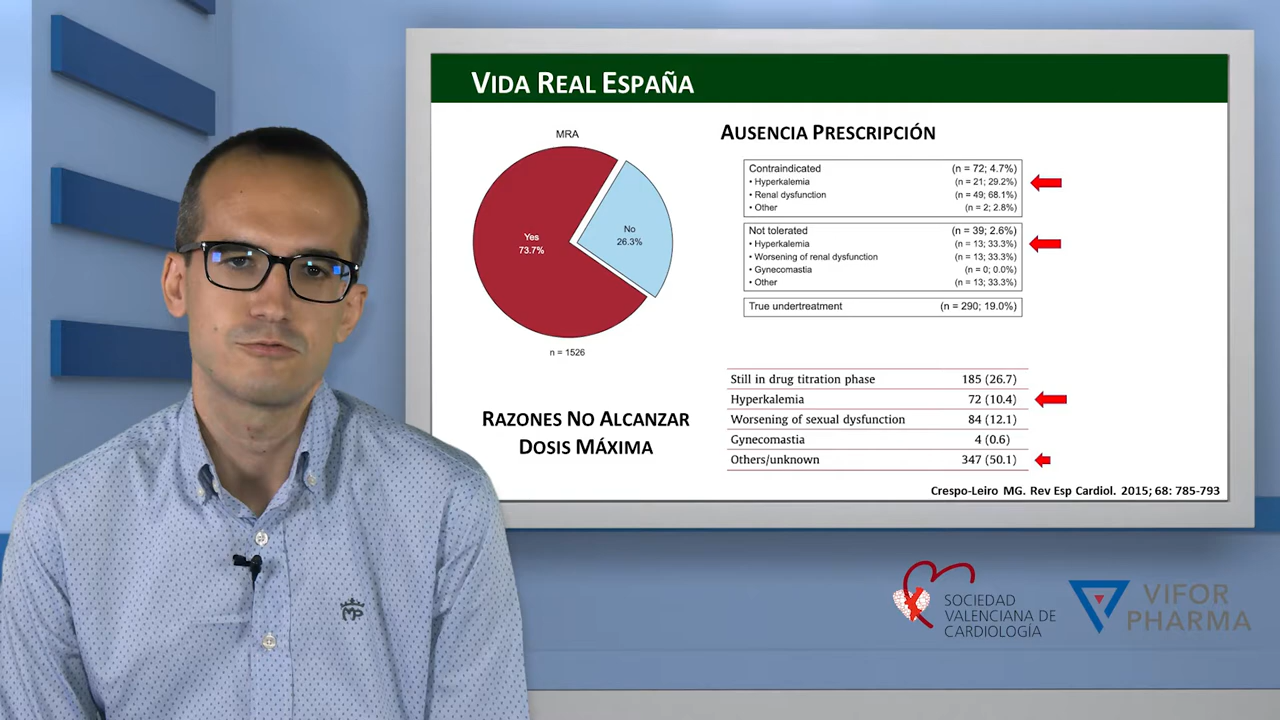 VIDA REAL ESPAÑA
MRA
Yes
73.7%
No
26.3%
n = 1526
AUSENCIA PRESCRIPCIÓN
Contraindicated (n = 72; 4.7%)
• Hyperkalemia (n = 21; 29.2%)
• Renal dysfunction (n = 49; 68.1%)
• Other (n = 2; 2.8%)
Not tolerated (n = 39; 2.6%)
• Hyperkalemia (n = 13; 33.3%)
• Worsening of renal dysfunction (n = 13; 33.3%)
• Gynecomastia (n = 0; 0.0%)
• Other (n = 13; 33.3%)
True undertreatment (n = 290; 19.0%)
RAZONES NO ALCANZAR
DOSIS MÁXIMA
Still in drug titration phase 185 (26.7)
Hyperkalemia 72 (10.4)
Worsening of sexual dysfunction 84 (12.1)
Gynecomastia 4 (0.6)
Others/unknown 347 (50.1)
Crespo-Leiro MG. Rev Esp Cardiol. 2015; 68: 785-793
MP
SOCIEDAD
VALENCIANA DE
CARDIOLOGÍA
VIFOR
PHARMA